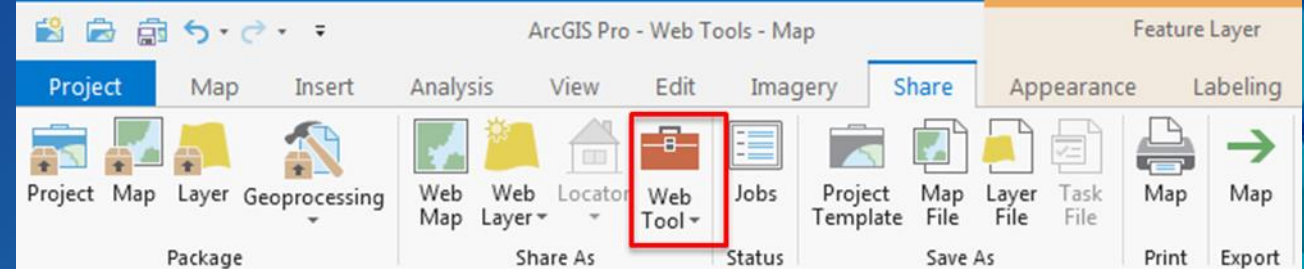 ArcGIS Pro - Web Tools - Map
Feature Layer
Project Map Insert Analysis View Edit Imagery Share Appearance Labeling
Project Map Layer Geoprocessing Web Web Locator Web Jobs Project Map Layer Task Map Map
Map Layer Tool Template File File File
Package Share As Status Save As Print Export